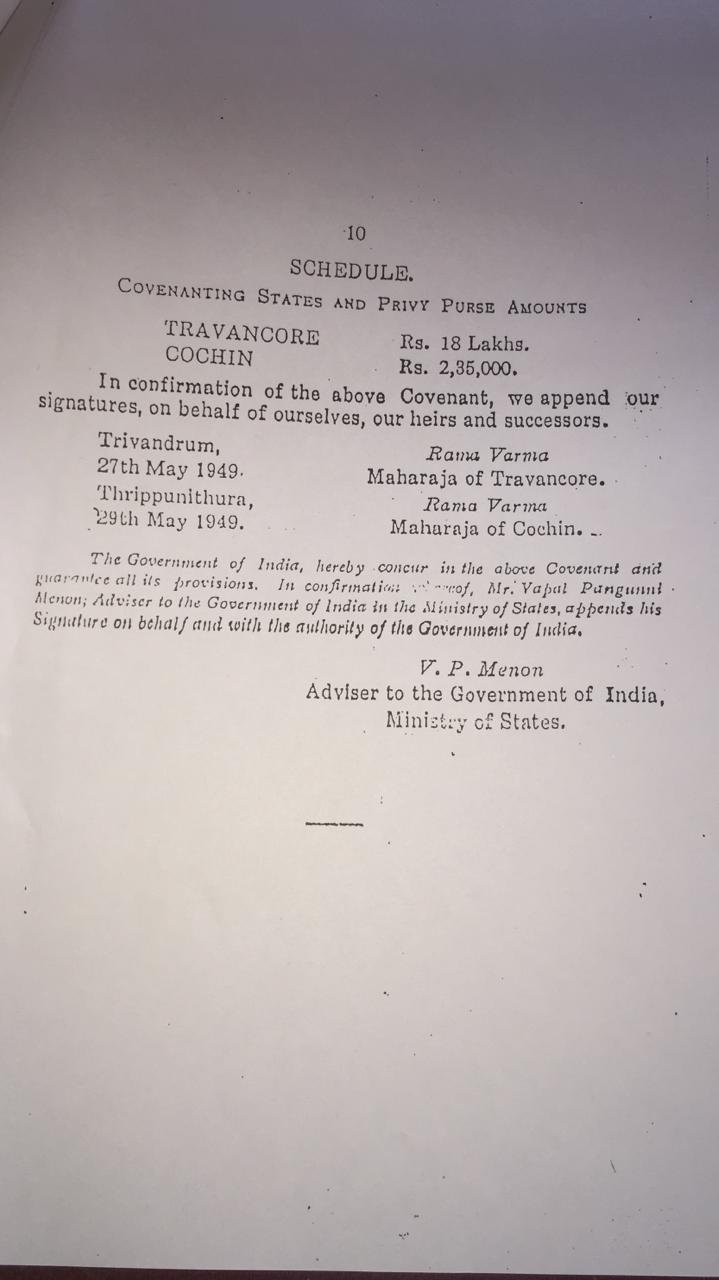 10
SCHEDULE.
COVENANTING STATES AND PRIVY PURSE AMOUNTS
TRAVANCORE Rs. 18 Lakhs.
COCHIN Rs. 2,35,000.
In confirmation of the above Covenant, we append our
signatures, on behalf of ourselves, our heirs and successors.
Trivandrum,
27th May 1949.
Rama Varma
Maharaja of Travancore.
Thrippunithura,
29th May 1949.
Rama Varma
Maharaja of Cochin.
The Government of India, hereby concur in the above Covenant and
guarantee all its provisions. In confirmation Mr. Vapal Pangunni
Menon; Adviser to the Government of India in the Ministry of States, appends his
Signature on behalf and with the authority of the Government of India.
V. P. Menon
Adviser to the Government of India,
Ministry of States.